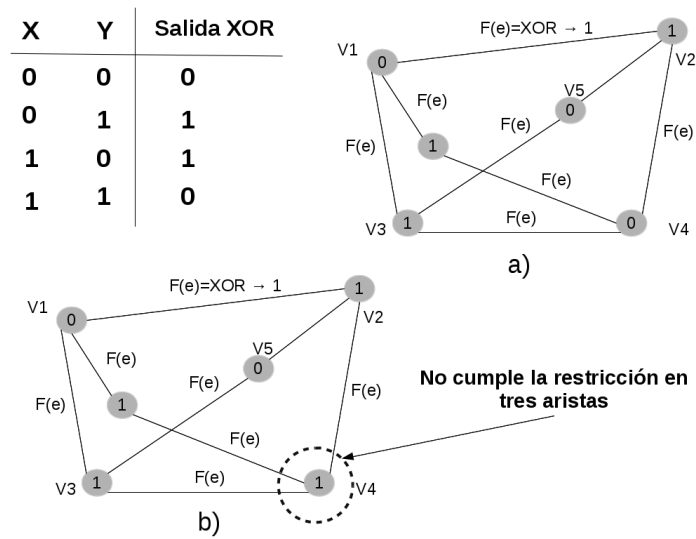 X Y Salida XOR
0 0 0
0 1 1
1 0 1
1 1 0
F(e)=XOR → 1
V1
0
1
V2
V5
0
F(e)
F(e)
F(e)
F(e)
1
F(e)
V3
1
F(e)
0
V4
a)
F(e)=XOR → 1
V1
0
1
V2
V5
0
F(e)
F(e)
F(e)
F(e)
1
F(e)
V3
1
F(e)
1
V4
b)
No cumple la restricción en
tres aristas